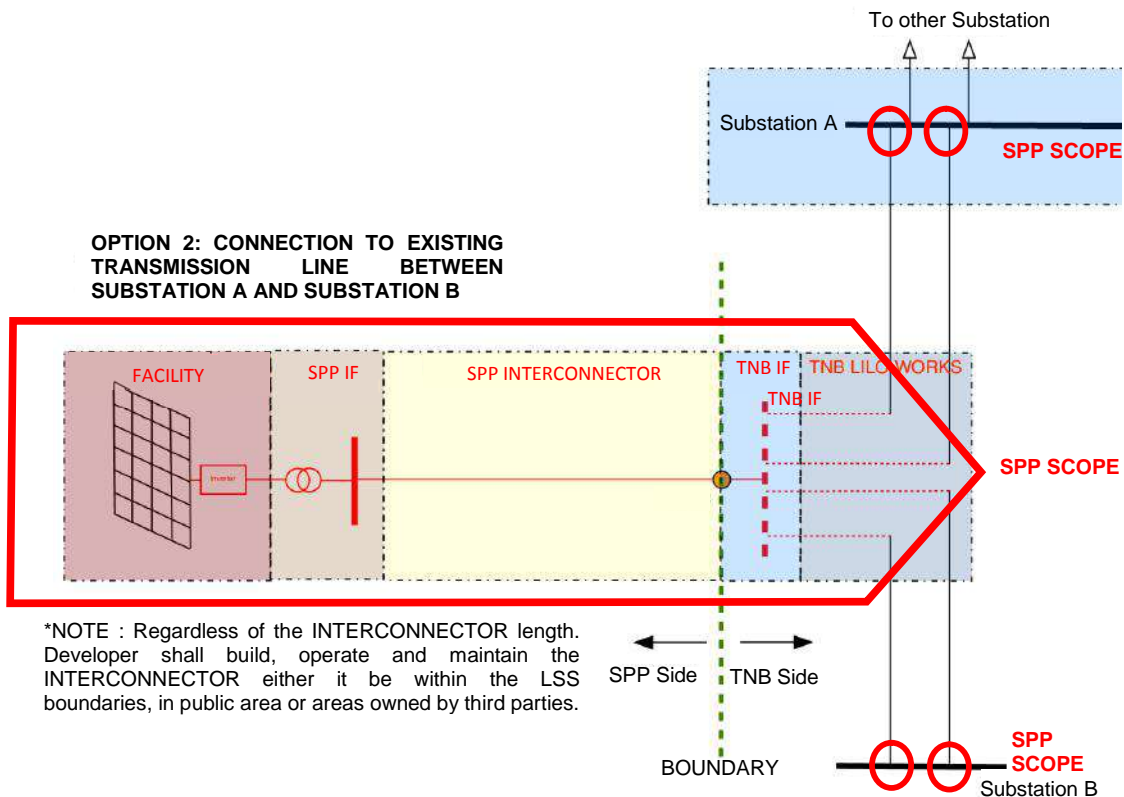 To other Substation
Substation A
SPP SCOPE
OPTION 2: CONNECTION TO EXISTING
TRANSMISSION LINE BETWEEN
SUBSTATION A AND SUBSTATION B
FACILITY
SPP IF
SPP INTERCONNECTOR
TNB IF
TNB LILO WORKS
TNB IF
Inverter
SPP SCOPE
*NOTE : Regardless of the INTERCONNECTOR length.
Developer shall build, operate and maintain the
INTERCONNECTOR either it be within the LSS
boundaries, in public area or areas owned by third parties.
SPP Side
TNB Side
BOUNDARY
SPP
SCOPE
Substation B